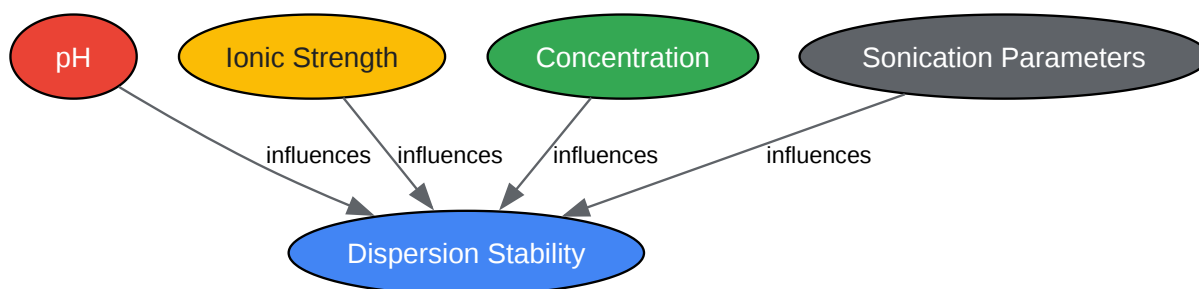 pH
Ionic Strength
Concentration
Sonication Parameters
influences
influences
influences
influences
Dispersion Stability